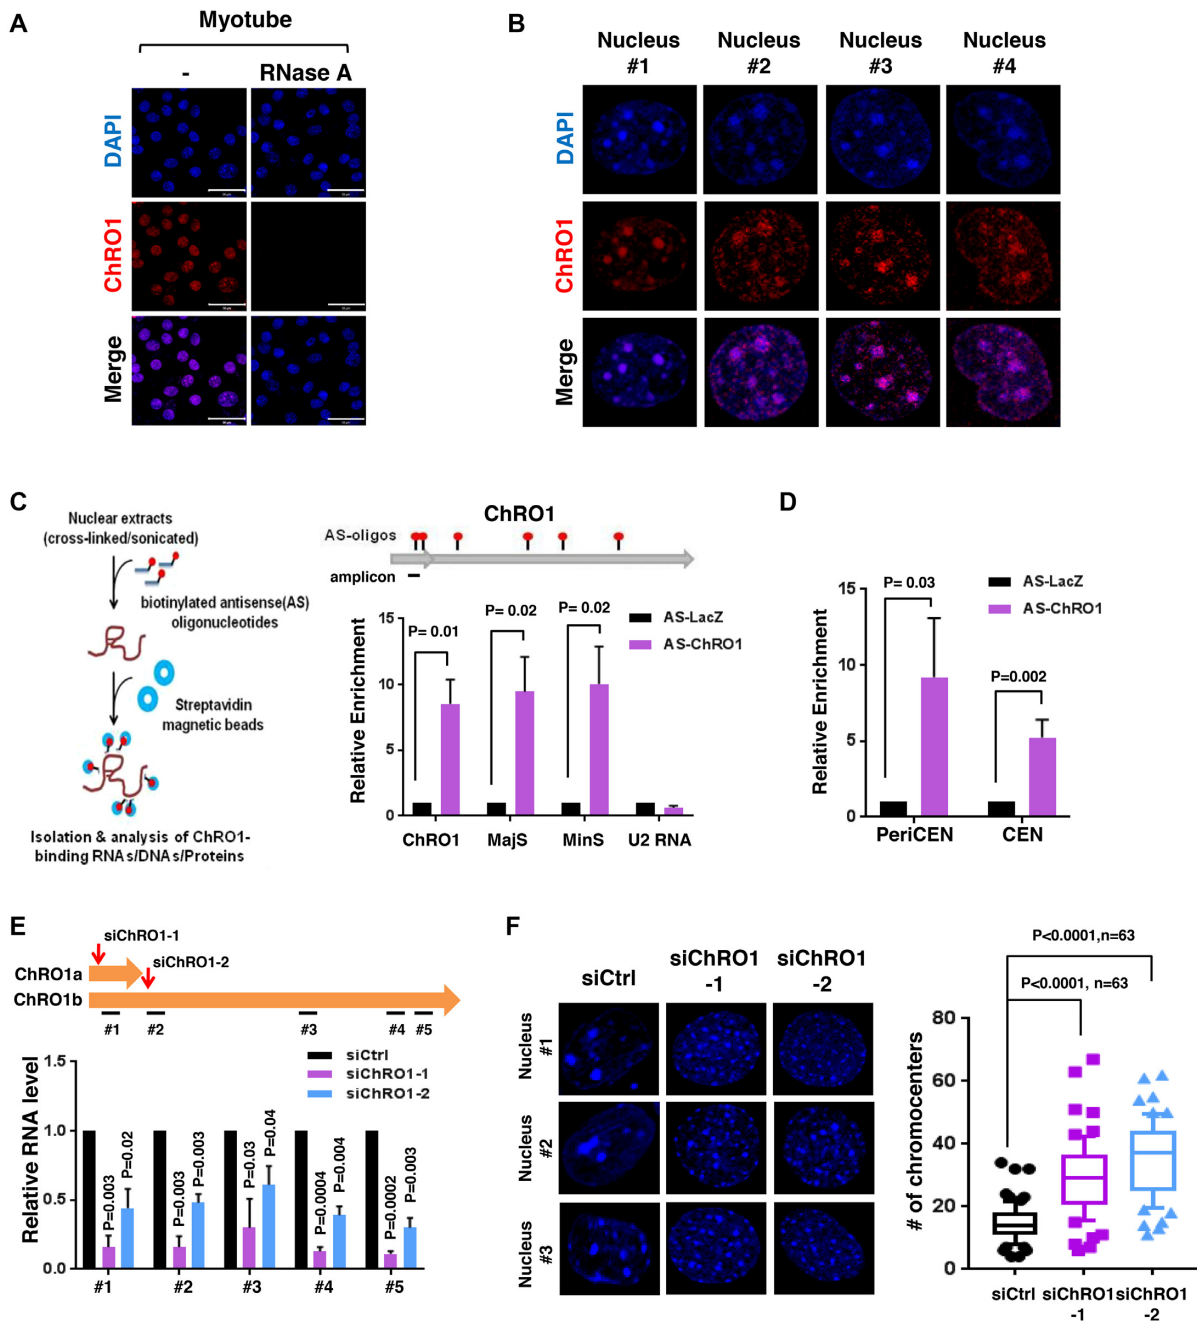 A
Myotube
-
RNase A
DAPI
ChRO1
Merge
B
Nucleus #1
Nucleus #2
Nucleus #3
Nucleus #4
DAPI
ChRO1
Merge
C
Nuclear extracts
(cross-linked/sonicated)
biotinylated antisense(AS)
oligonucleotides
Streptavidin
magnetic beads
Isolation & analysis of ChRO1-
binding RNAs/DNAs/Proteins
ChRO1
AS-oligos
amplicon
AS-LacZ
AS-ChRO1
Relative Enrichment
15
10
5
0
P= 0.01
P= 0.02
P= 0.02
ChRO1
MajS
MinS
U2 RNA
D
AS-LacZ
AS-ChRO1
Relative Enrichment
15
10
5
0
P= 0.03
P=0.002
PeriCEN
CEN
E
siChRO1-1
siChRO1-2
ChRO1a
ChRO1b
#1
#2
#3
#4
#5
siCtrl
siChRO1-1
siChRO1-2
Relative RNA level
1.5
1.0
0.5
0.0
P=0.003
P=0.02
P=0.003
P=0.003
P=0.03
P=0.04
P=0.0004
P=0.004
P=0.0002
P=0.003
#1
#2
#3
#4
#5
F
siCtrl
siChRO1
-1
siChRO1
-2
Nucleus
#1
Nucleus
#2
Nucleus
#3
P<0.0001,n=63
P<0.0001, n=63
# of chromocenters
80
60
40
20
0
siCtrl
siChRO1
-1
siChRO1
-2